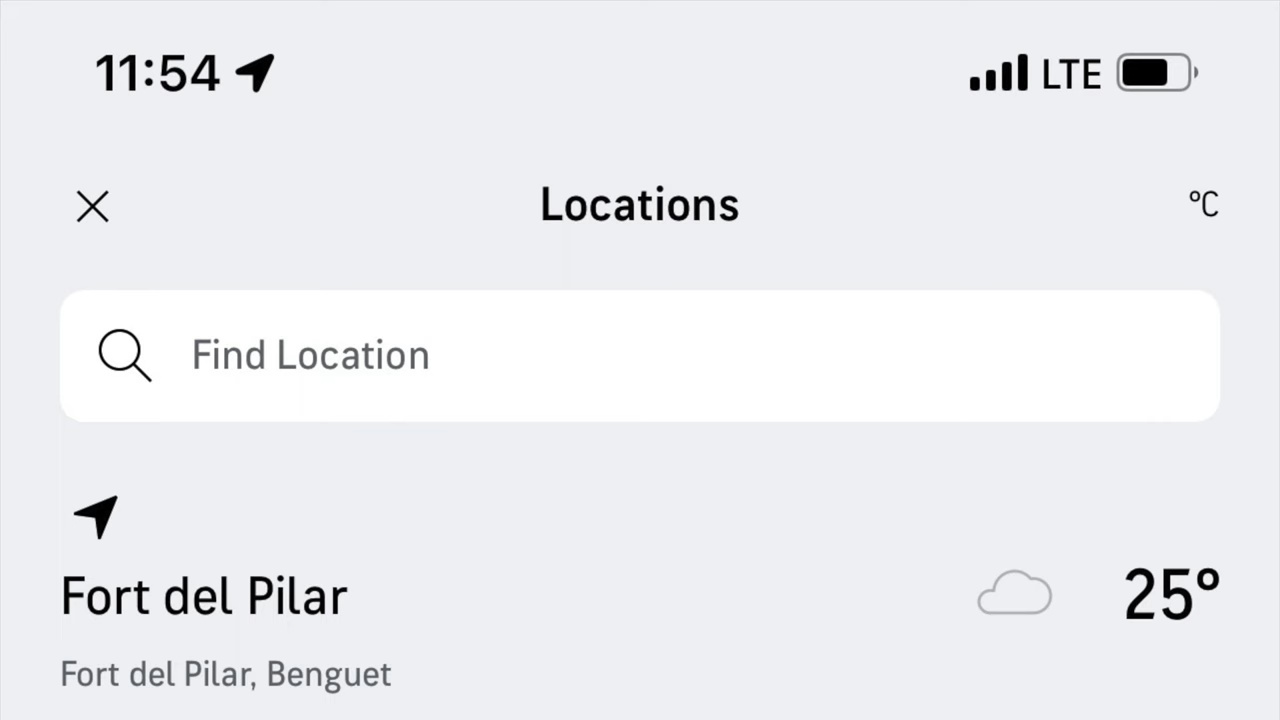 11:54 LTE
Locations °C
Find Location
Fort del Pilar 25°
Fort del Pilar, Benguet